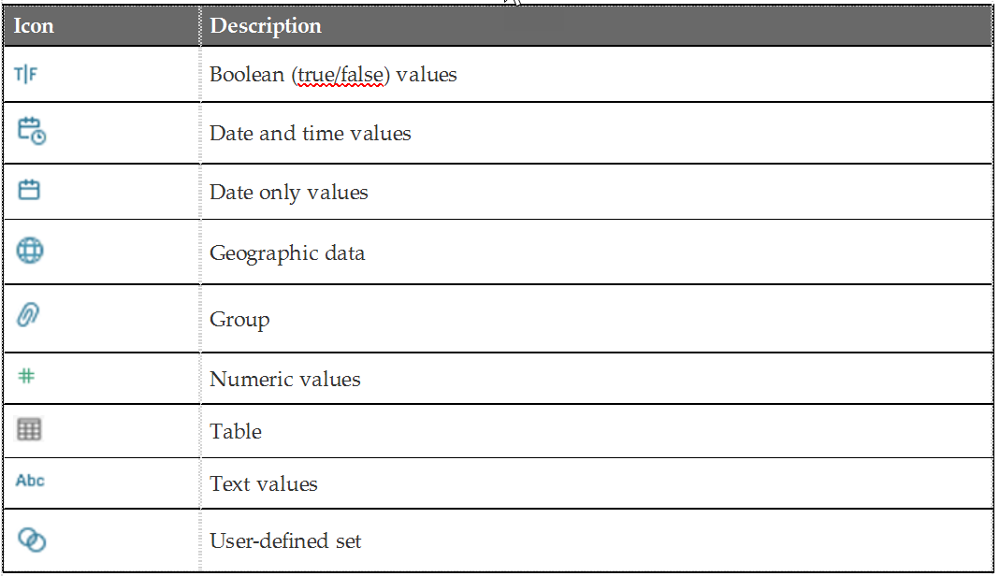 Icon Description
T|F Boolean (true/false) values
Date and time values
Date only values
Geographic data
Group
# Numeric values
Table
Abc Text values
User-defined set